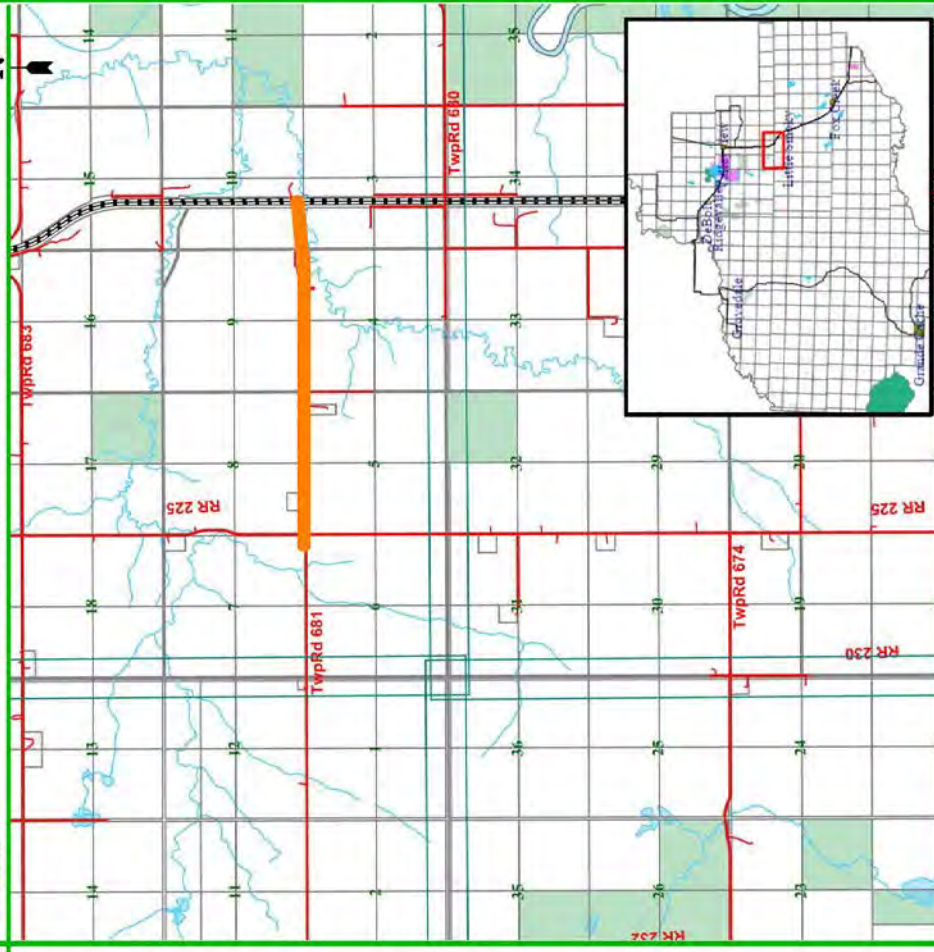 14 11 2 35
TwpRd 680
15 10 3 34
TwpRd 683
16 9 4 33
17 8 5 32 29
RR 225
RR 225
18 7 6 31 30 19
TwpRd 681
TwpRd 674
RR 230
13 12 1 36 25 24
14 11 2 35 26 23
DeBolt
Little Smoky
Fox Creek
Grovedale
Grande Cache